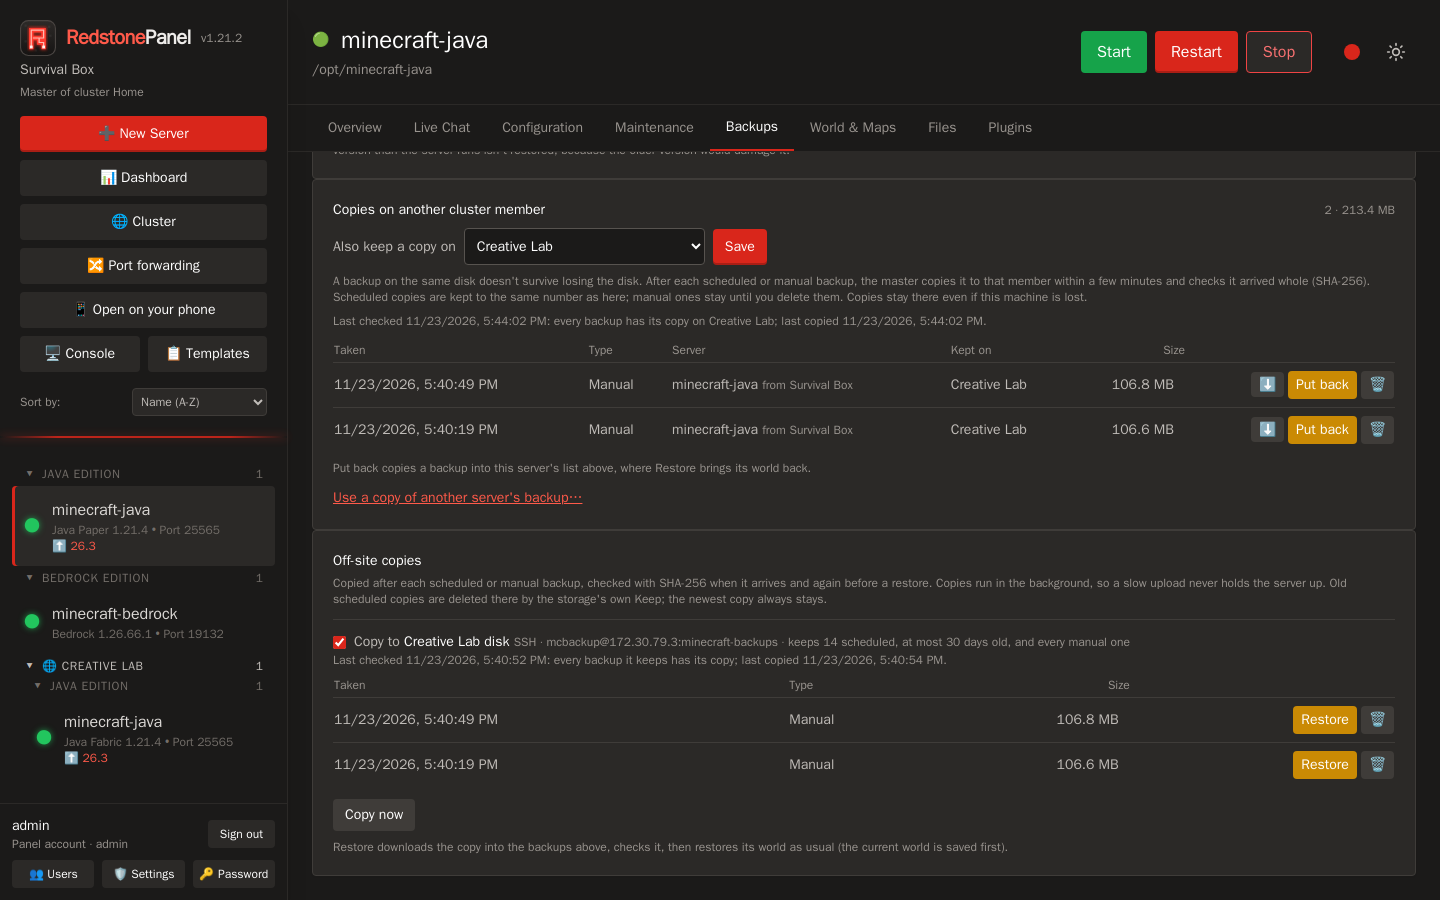 RedstonePanel v1.21.2
Survival Box
Master of cluster Home
➕ New Server
📊 Dashboard
🌐 Cluster
🔀 Port forwarding
📱 Open on your phone
🖥️ Console
📋 Templates
Sort by:
Name (A-Z)
JAVA EDITION 1
minecraft-java
Java Paper 1.21.4 • Port 25565
⬆️ 26.3
BEDROCK EDITION 1
minecraft-bedrock
Bedrock 1.26.66.1 • Port 19132
🌐 CREATIVE LAB 1
JAVA EDITION 1
minecraft-java
Java Fabric 1.21.4 • Port 25565
⬆️ 26.3
admin
Panel account · admin
Sign out
👥 Users
🛡️ Settings
🔑 Password
minecraft-java
/opt/minecraft-java
Start
Restart
Stop
Overview
Live Chat
Configuration
Maintenance
Backups
World & Maps
Files
Plugins
version than the server runs isn't restored, because the older version would damage it.
Copies on another cluster member
2 · 213.4 MB
Also keep a copy on
Creative Lab
Save
A backup on the same disk doesn't survive losing the disk. After each scheduled or manual backup, the master copies it to that member within a few minutes and checks it arrived whole (SHA-256).
Scheduled copies are kept to the same number as here; manual ones stay until you delete them. Copies stay there even if this machine is lost.
Last checked 11/23/2026, 5:44:02 PM: every backup has its copy on Creative Lab; last copied 11/23/2026, 5:44:02 PM.
Taken Type Server Kept on Size
11/23/2026, 5:40:49 PM Manual minecraft-java from Survival Box Creative Lab 106.8 MB ⬇️ Put back 🗑️
11/23/2026, 5:40:19 PM Manual minecraft-java from Survival Box Creative Lab 106.6 MB ⬇️ Put back 🗑️
Put back copies a backup into this server's list above, where Restore brings its world back.
Use a copy of another server's backup…
Off-site copies
Copied after each scheduled or manual backup, checked with SHA-256 when it arrives and again before a restore. Copies run in the background, so a slow upload never holds the server up. Old
scheduled copies are deleted there by the storage's own Keep; the newest copy always stays.
Copy to Creative Lab disk SSH · mcbackup@172.30.79.3:minecraft-backups · keeps 14 scheduled, at most 30 days old, and every manual one
Last checked 11/23/2026, 5:40:52 PM: every backup it keeps has its copy; last copied 11/23/2026, 5:40:54 PM.
Taken Type Size
11/23/2026, 5:40:49 PM Manual 106.8 MB Restore 🗑️
11/23/2026, 5:40:19 PM Manual 106.6 MB Restore 🗑️
Copy now
Restore downloads the copy into the backups above, checks it, then restores its world as usual (the current world is saved first).